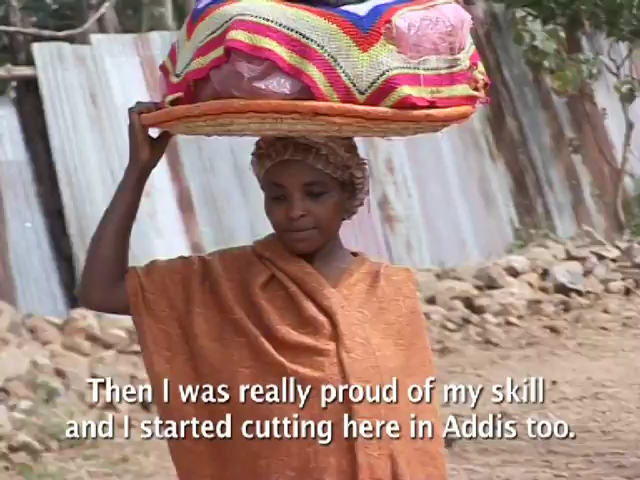 Then I was really proud of my skill
and I started cutting here in Addis too.